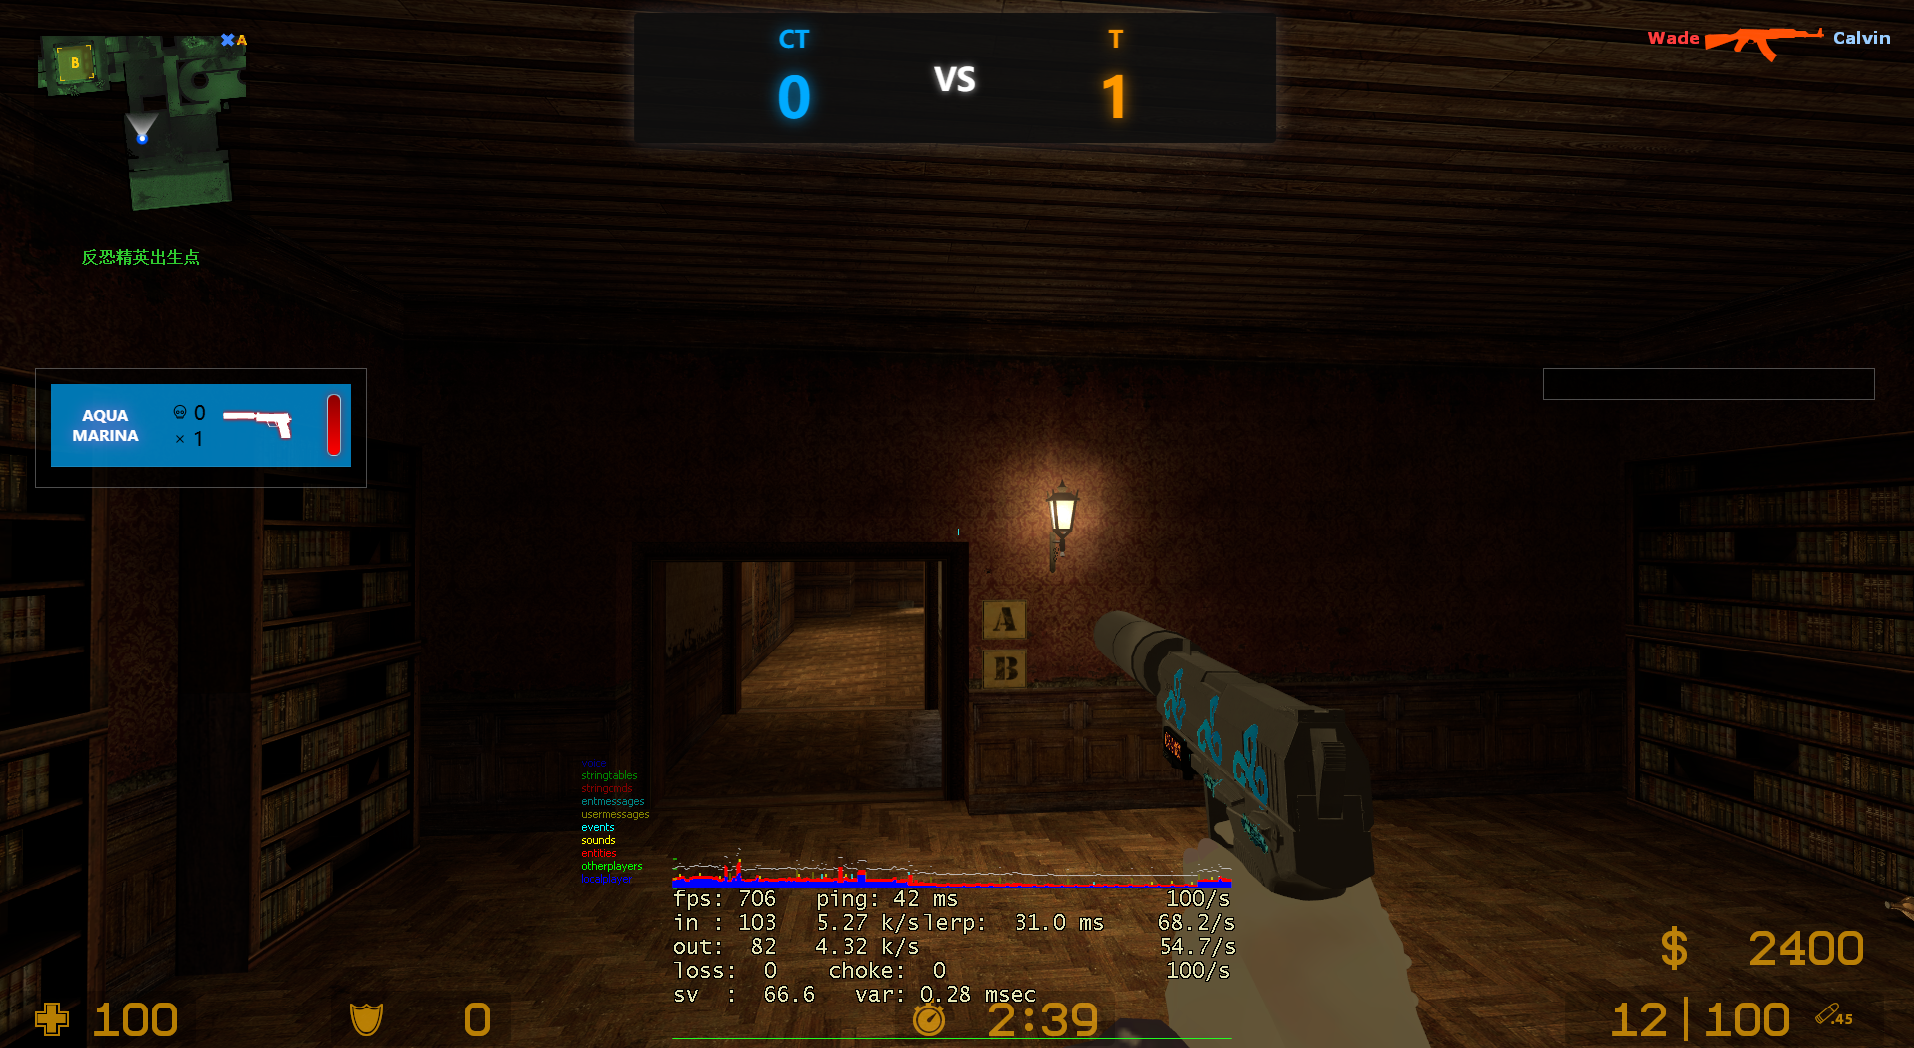 CT
VS
T
0
1
Wade
Calvin
B
A
反恐精英出生点
AQUA
MARINA
0
× 1
A
B
stringtables
stringcmds
entmessages
usermessages
events
sounds
entities
otherplayers
fps: 706 ping: 42 ms 100/s
in : 103 5.27 k/s lerp: 31.0 ms 68.2/s
out: 82 4.32 k/s 54.7/s
loss: 0 choke: 0 100/s
sv : 66.6 var: 0.28 msec
$ 2400
100
0
2:39
12|100
.45